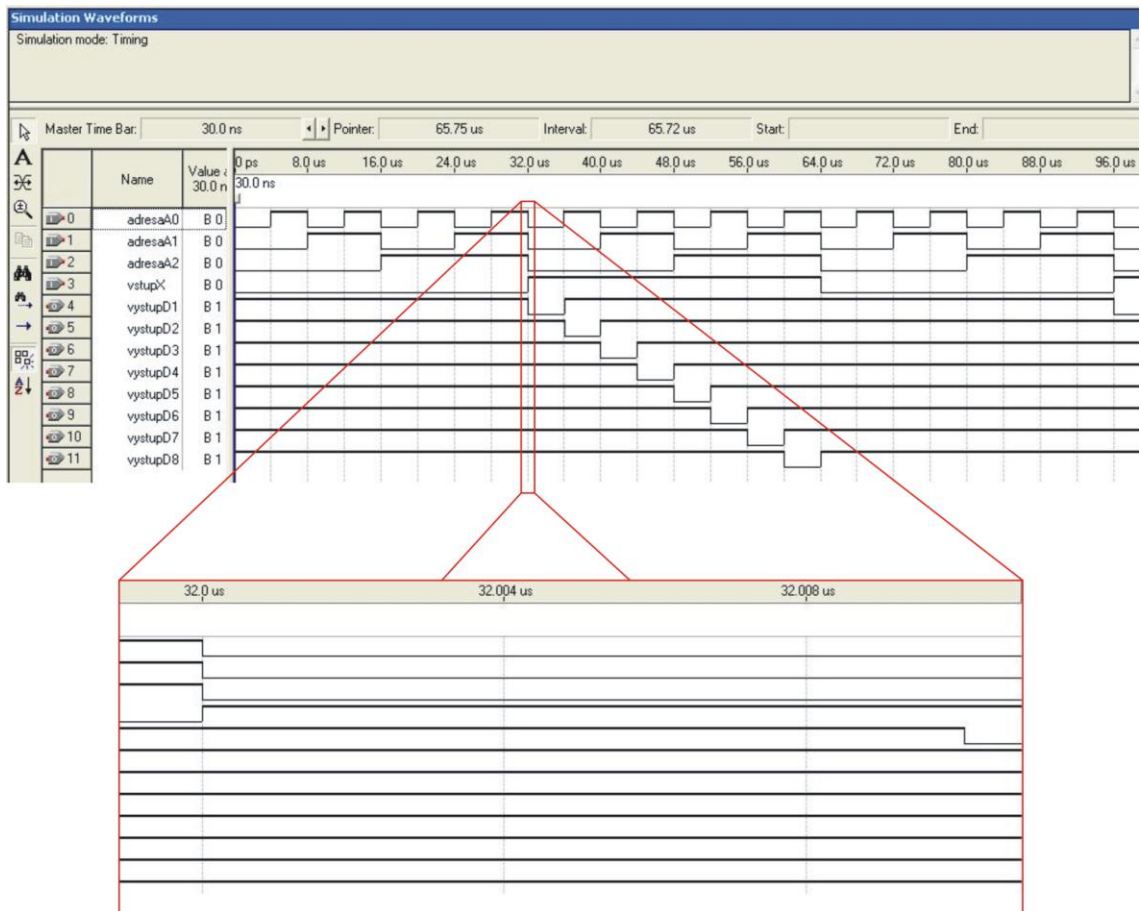 Simulation Waveforms
Simulation mode: Timing
Master Time Bar: 30.0 ns Pointer: 65.75 us Interval: 65.72 us Start: End:
Name Value 30.0 n
0 ps 8.0 us 16.0 us 24.0 us 32.0 us 40.0 us 48.0 us 56.0 us 64.0 us 72.0 us 80.0 us 88.0 us 96.0 us
30.0 ns
0 adresaA0 B 0
1 adresaA1 B 0
2 adresaA2 B 0
3 vstupX B 0
4 vystupD1 B 1
5 vystupD2 B 1
6 vystupD3 B 1
7 vystupD4 B 1
8 vystupD5 B 1
9 vystupD6 B 1
10 vystupD7 B 1
11 vystupD8 B 1
32.0 us 32.004 us 32.008 us